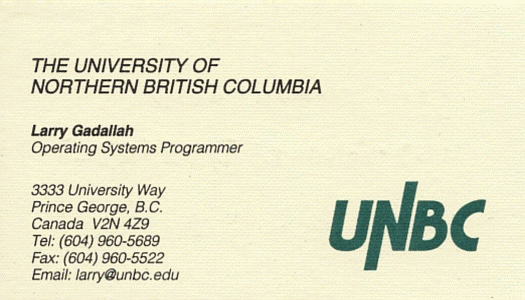 THE UNIVERSITY OF
NORTHERN BRITISH COLUMBIA
Larry Gadallah
Operating Systems Programmer
3333 University Way
Prince George, B.C.
Canada V2N 4Z9
Tel: (604) 960-5689
Fax: (604) 960-5522
Email: larry@unbc.edu
UNBC